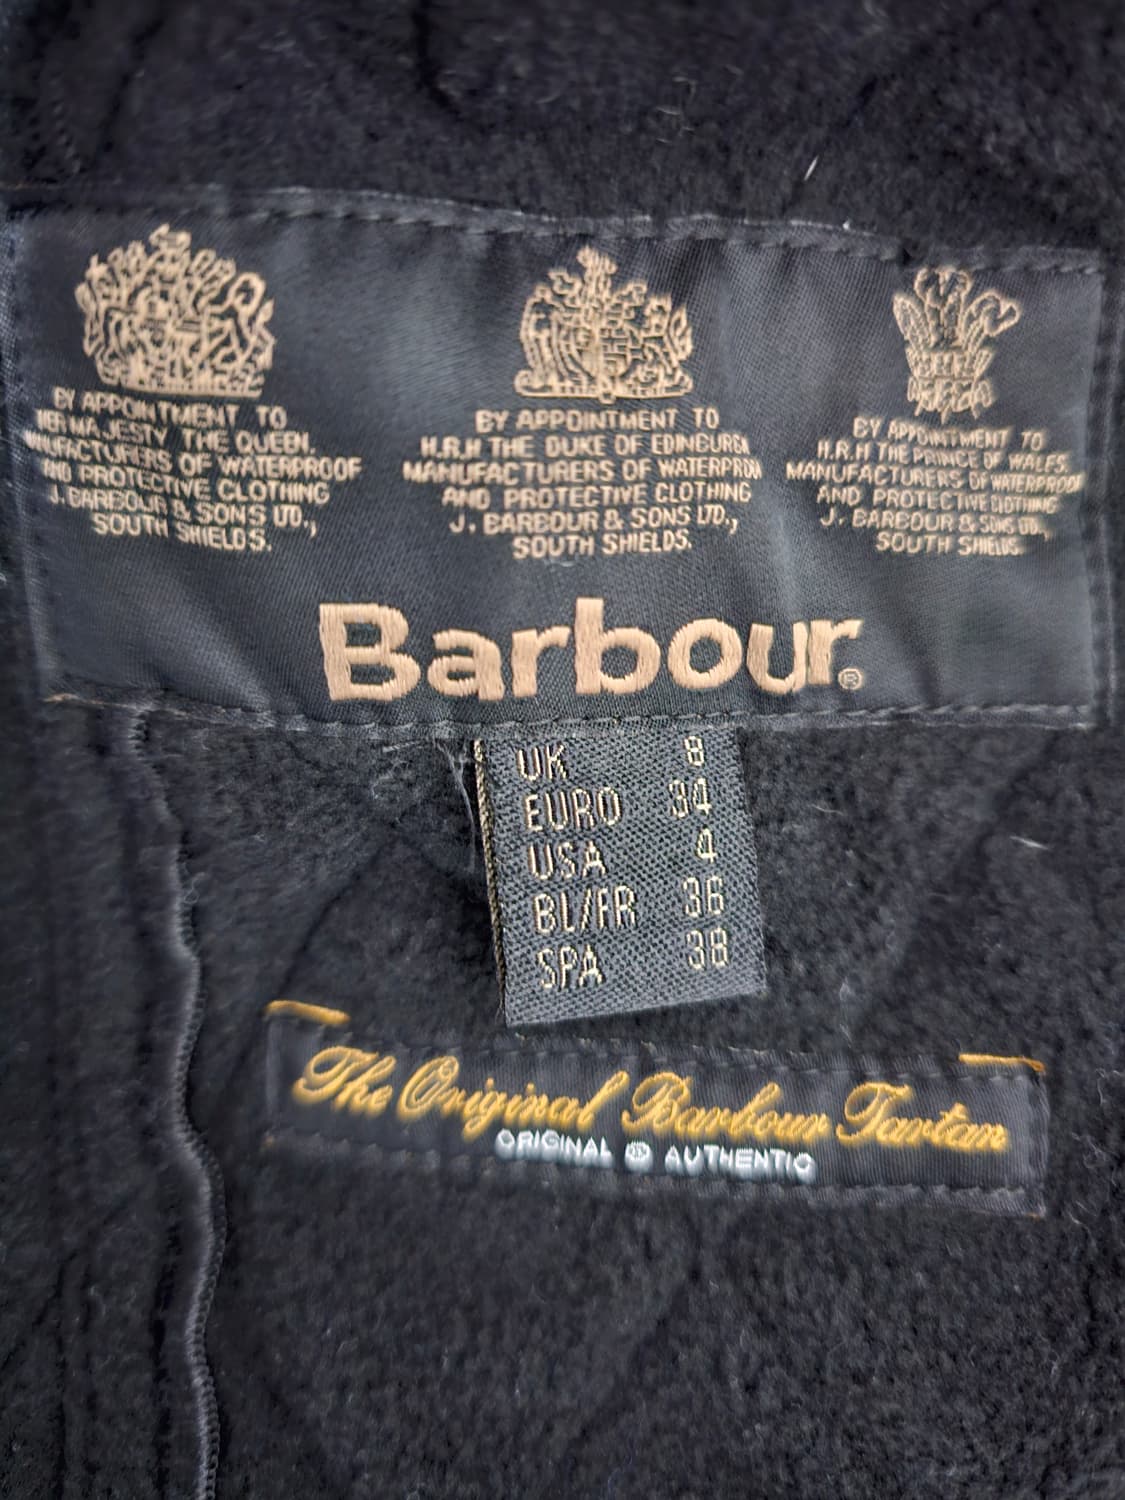 BY APPOINTMENT TO
HER MAJESTY THE QUEEN.
MANUFACTURERS OF WATERPROOF
AND PROTECTIVE CLOTHING
J. BARBOUR & SONS LTD.,
SOUTH SHIELDS.
BY APPOINTMENT TO
H.R.H THE DUKE OF EDINBURGH
MANUFACTURERS OF WATERPROOF
AND PROTECTIVE CLOTHING
J. BARBOUR & SONS LTD.,
SOUTH SHIELDS.
BY APPOINTMENT TO
H.R.H THE PRINCE OF WALES
MANUFACTURERS OF WATERPROOF
AND PROTECTIVE CLOTHING
J. BARBOUR & SONS LTD.,
SOUTH SHIELDS.
Barbour®
UK 8
EURO 34
USA 4
BL/FR 36
SPA 38
The Original Barbour Tartan
ORIGINAL & AUTHENTIC